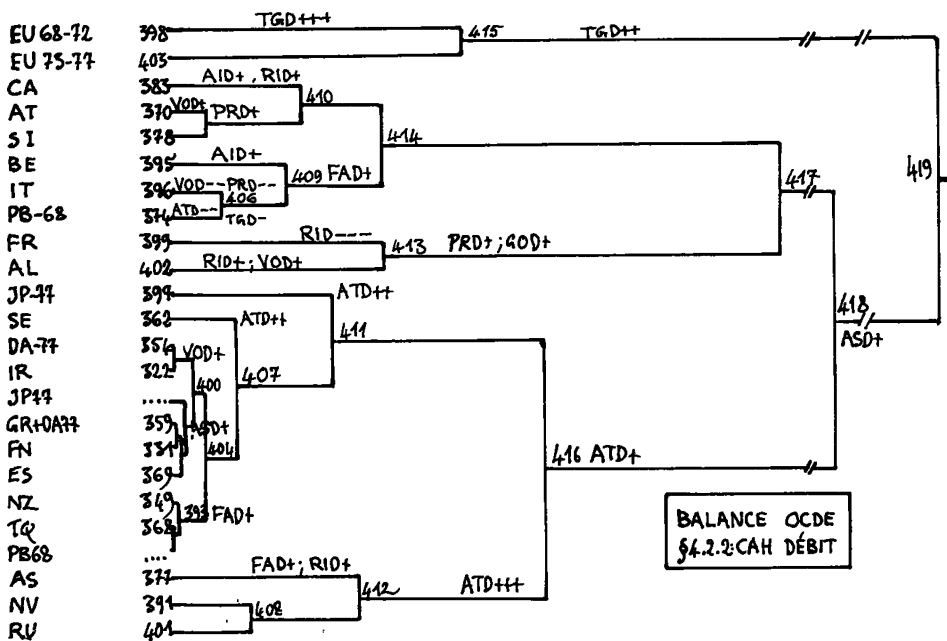 EU 68-72 398 TGD+++ 415 TGD++
EU 73-77 403
CA 383 AID+, RID+ 410
AT 370 VOD+ PRD+
SI 378 414
BE 395 AID+ 409 FAD+ 417 419
IT 396 VOD-- PRD-- 406
PB-68 374 ATD-- TGD-
FR 399 RID--- 413 PRD+; GOD+
AL 402 RID+; VOD+
JP-77 397 ATD++
SE 362 ATD++ 411 418 ASD+
DA-77 354 VOD+
IR 322 400 407
JP77 .....
GR+DA77 359 ASD+
FN 331 404
ES 369 416 ATD+
NZ 349 393 FAD+
TQ 368
PB68 ....
AS 377 FAD+; RID+ 412 ATD+++
NV 391 408
RU 401
BALANCE OCDE
§4.2.2: CAH DÉBIT